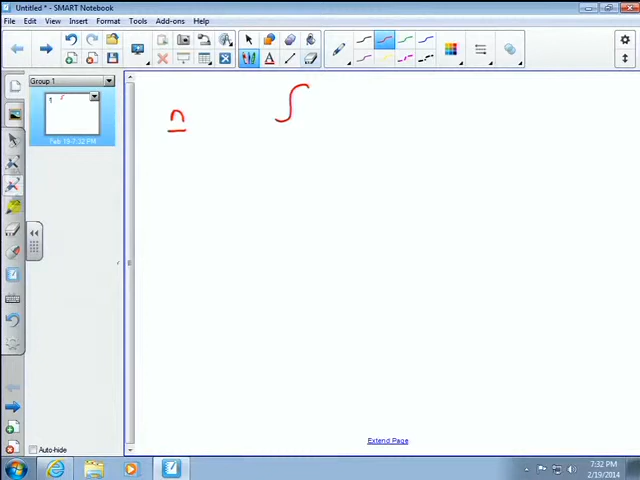 Untitled * - SMART Notebook
File Edit View Insert Format Tools Add-ons Help
Group 1
Feb 19-7:32 PM
n ∫
Extend Page
Auto-hide
7:32 PM
2/19/2014